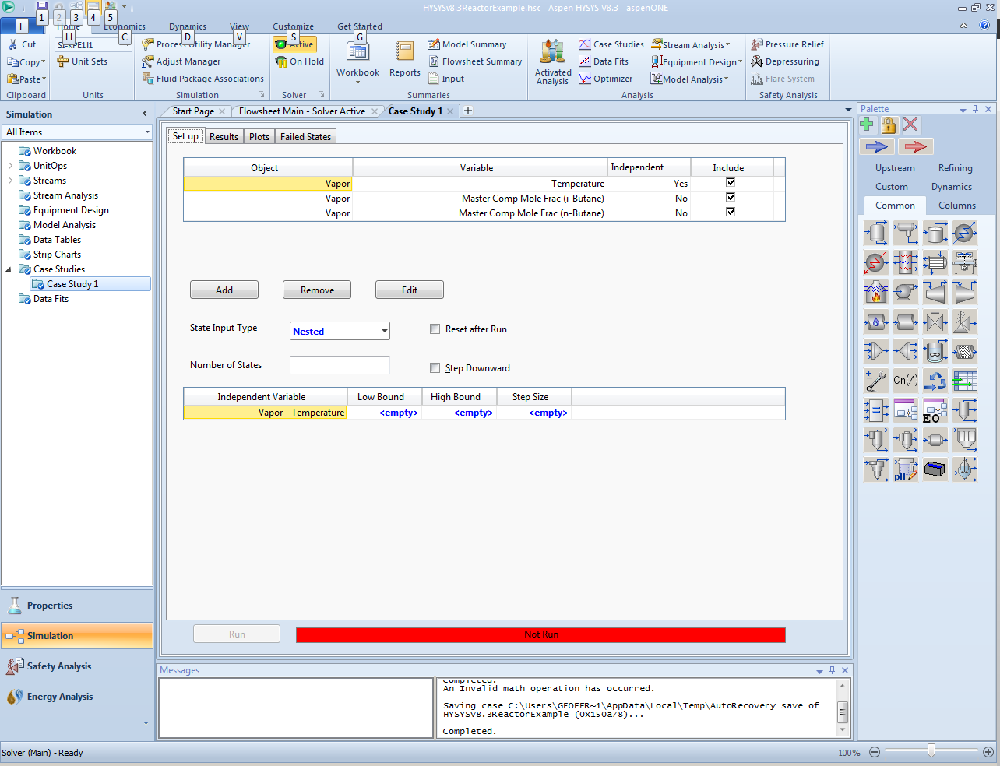 HYSYSv8.3ReactorExample.hsc - Aspen HYSYS V8.3 - aspenONE
1 2 3 4 5
F Home Economics Dynamics View Customize Get Started
H C D V S G
Cut
Copy
Paste
Clipboard
Unit Sets
Units
Process Utility Manager
Adjust Manager
Fluid Package Associations
Simulation
Active
On Hold
Solver
Workbook
Reports
Model Summary
Flowsheet Summary
Input
Summaries
Activated
Analysis
Case Studies
Data Fits
Optimizer
Stream Analysis
Equipment Design
Model Analysis
Analysis
Pressure Relief
Depressuring
Flare System
Safety Analysis
Simulation
All Items
Workbook
UnitOps
Streams
Stream Analysis
Equipment Design
Model Analysis
Data Tables
Strip Charts
Case Studies
Case Study 1
Data Fits
Properties
Simulation
Safety Analysis
Energy Analysis
Start Page Flowsheet Main - Solver Active Case Study 1
Set up Results Plots Failed States
Object Variable Independent Include
Vapor Temperature Yes
Vapor Master Comp Mole Frac (i-Butane) No
Vapor Master Comp Mole Frac (n-Butane) No
Add Remove Edit
State Input Type Nested Reset after Run
Number of States Step Downward
Independent Variable Low Bound High Bound Step Size
Vapor - Temperature <empty> <empty> <empty>
Run Not Run
Messages
Completed.
An Invalid math operation has occurred.
Saving case C:\Users\GEOFFR~1\AppData\Local\Temp\AutoRecovery save of
HYSYSv8.3ReactorExample (0x150a78)...
Completed.
Palette
Upstream Refining
Custom Dynamics
Common Columns
Cn(A)
EO
pH
Solver (Main) - Ready
100%